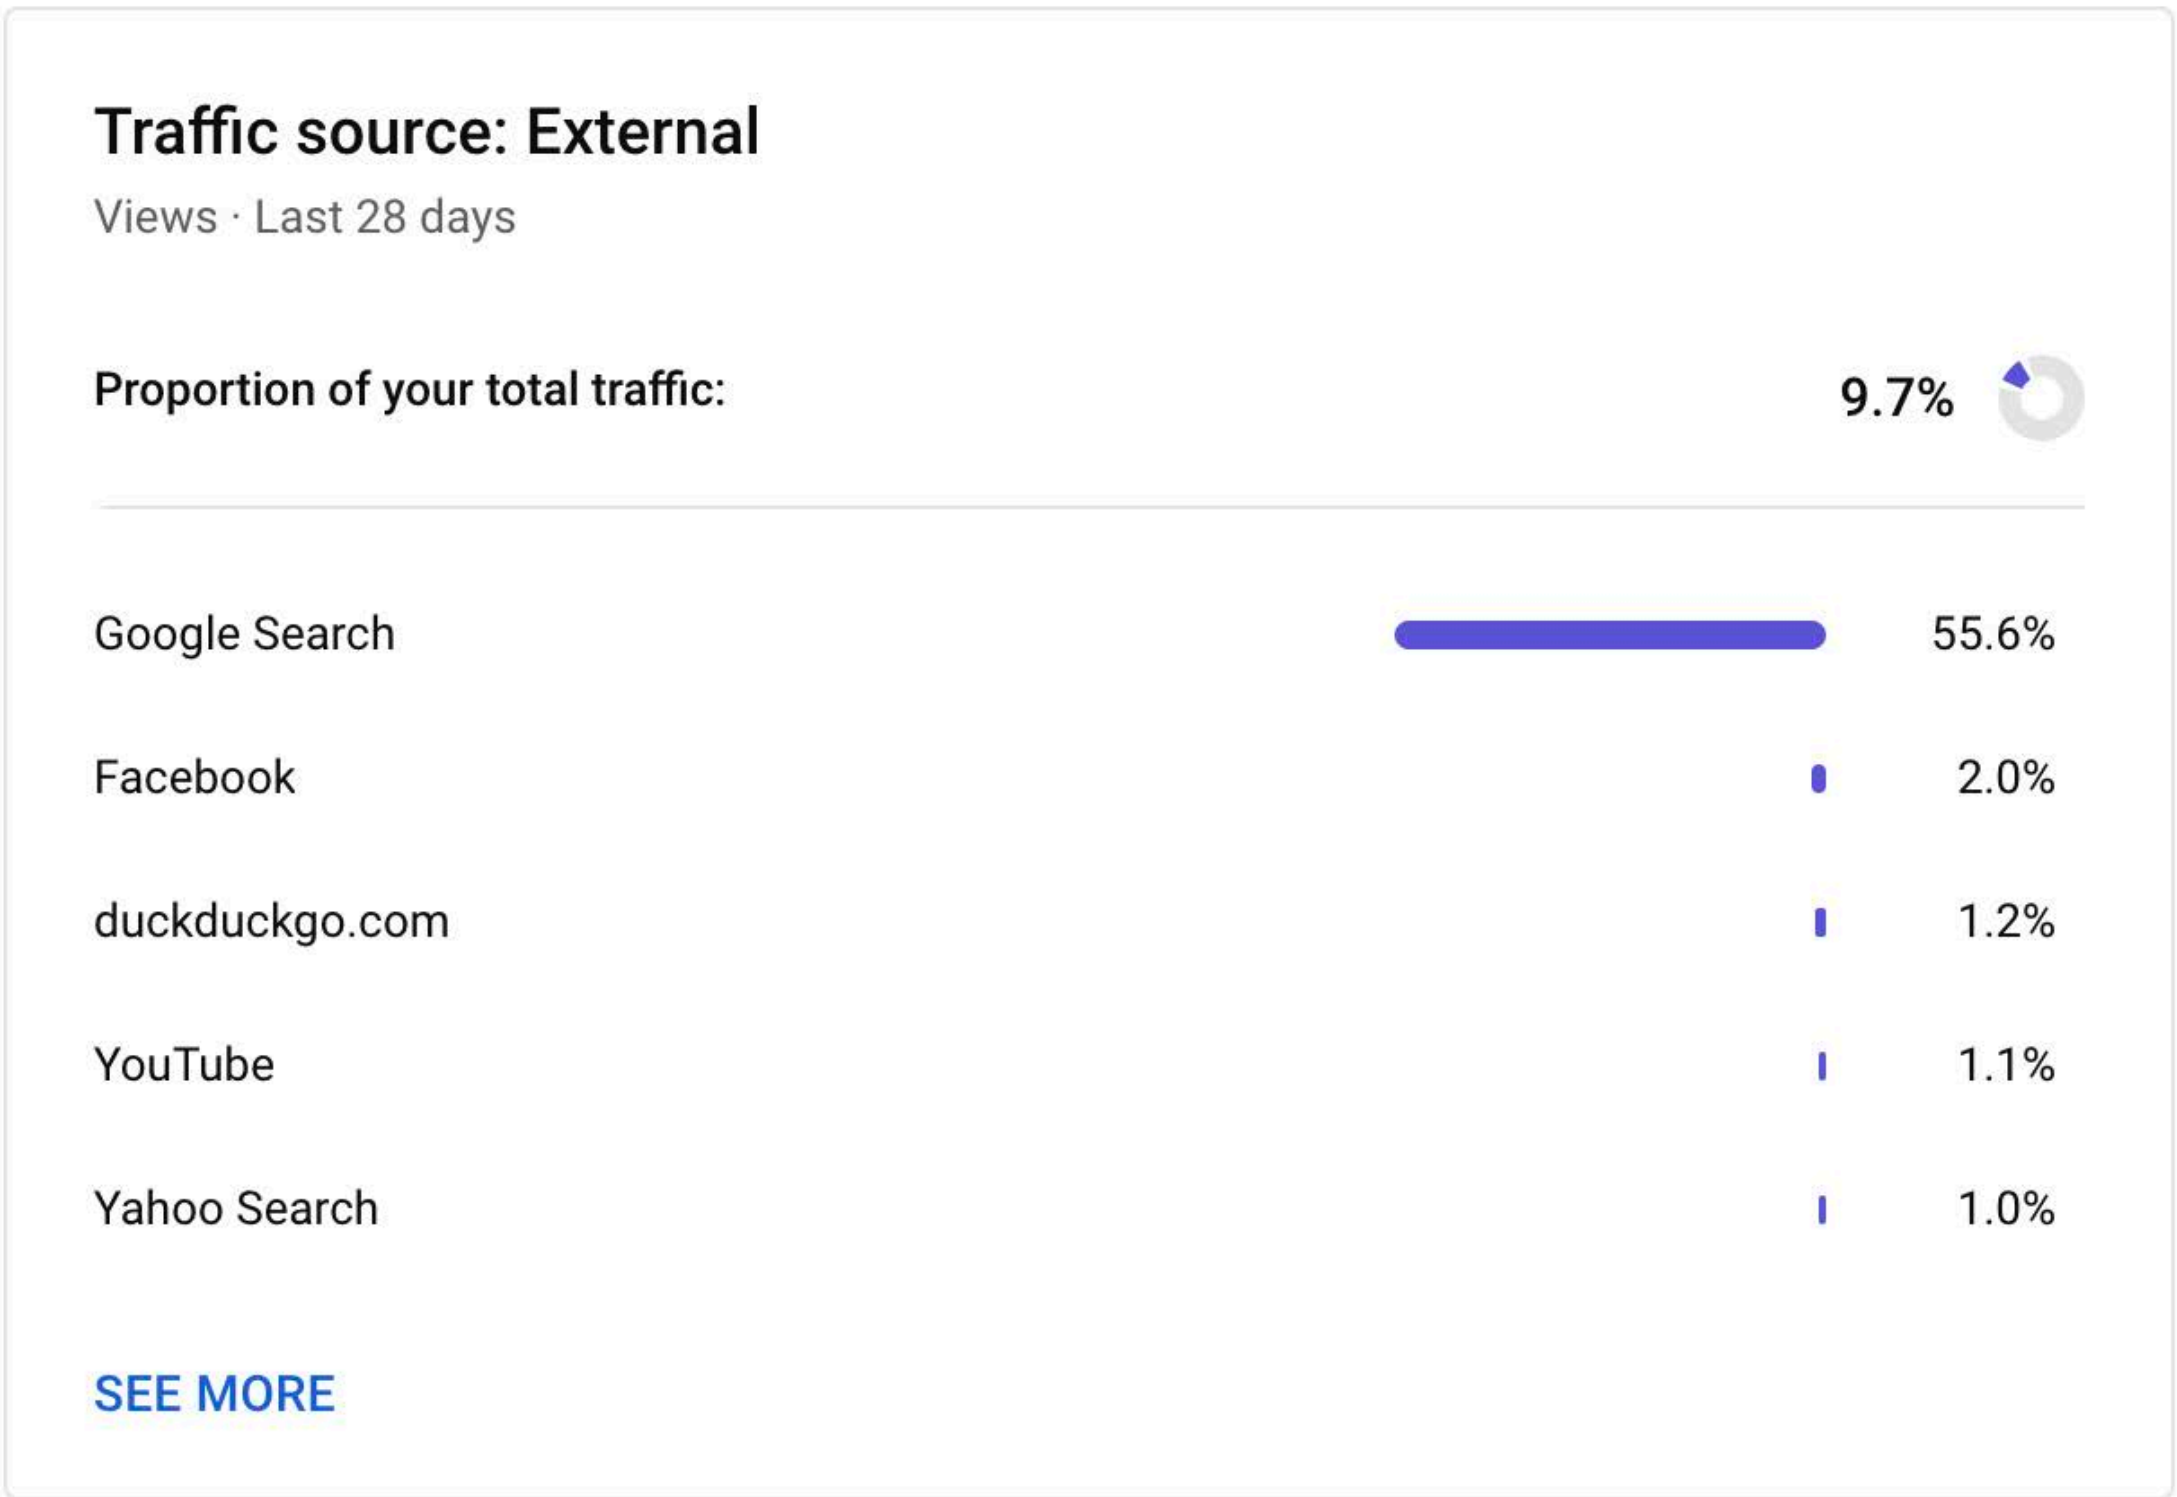 Traffic source: External
Views · Last 28 days
Proportion of your total traffic: 9.7%
Google Search 55.6%
Facebook 2.0%
duckduckgo.com 1.2%
YouTube 1.1%
Yahoo Search 1.0%
SEE MORE